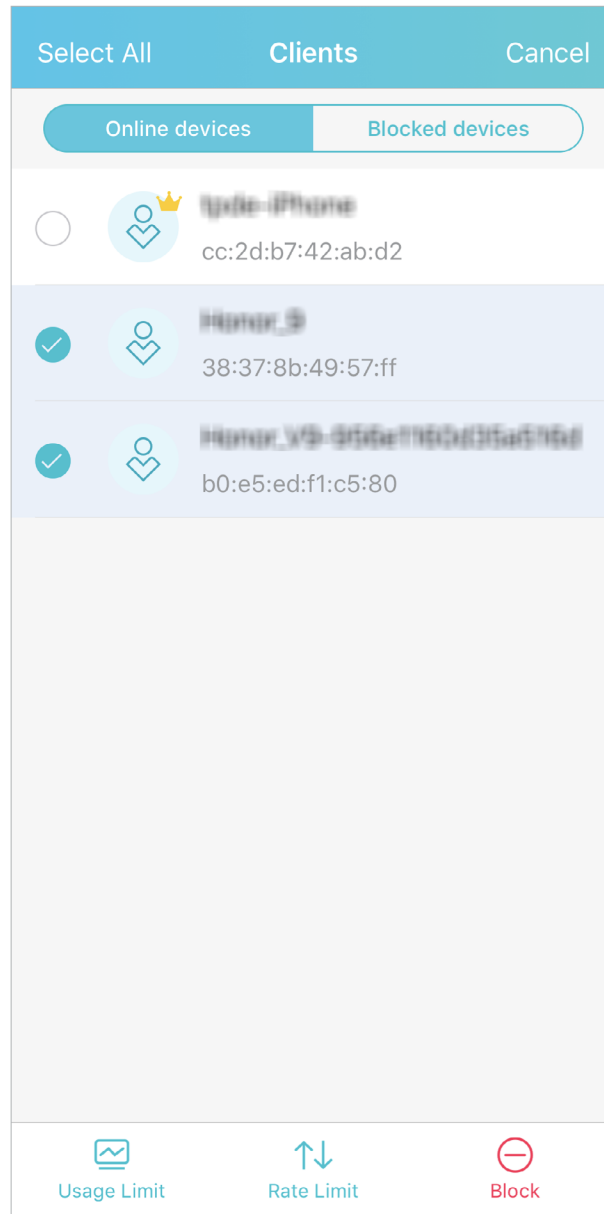 Select All Clients Cancel
Online devices Blocked devices
cc:2d:b7:42:ab:d2
Honor_9
38:37:8b:49:57:ff
b0:e5:ed:f1:c5:80
Usage Limit Rate Limit Block